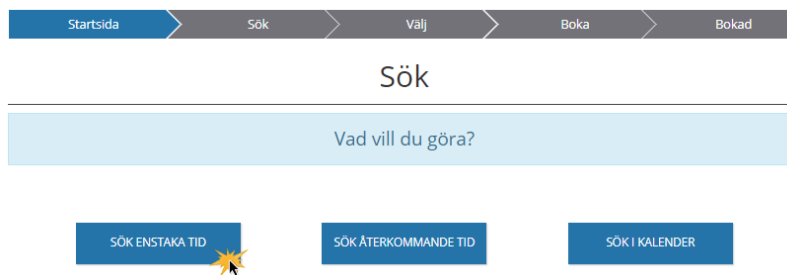 Startsida Sök Välj Boka Bokad
Sök
Vad vill du göra?
SÖK ENSTAKA TID SÖK ÅTERKOMMANDE TID SÖK I KALENDER